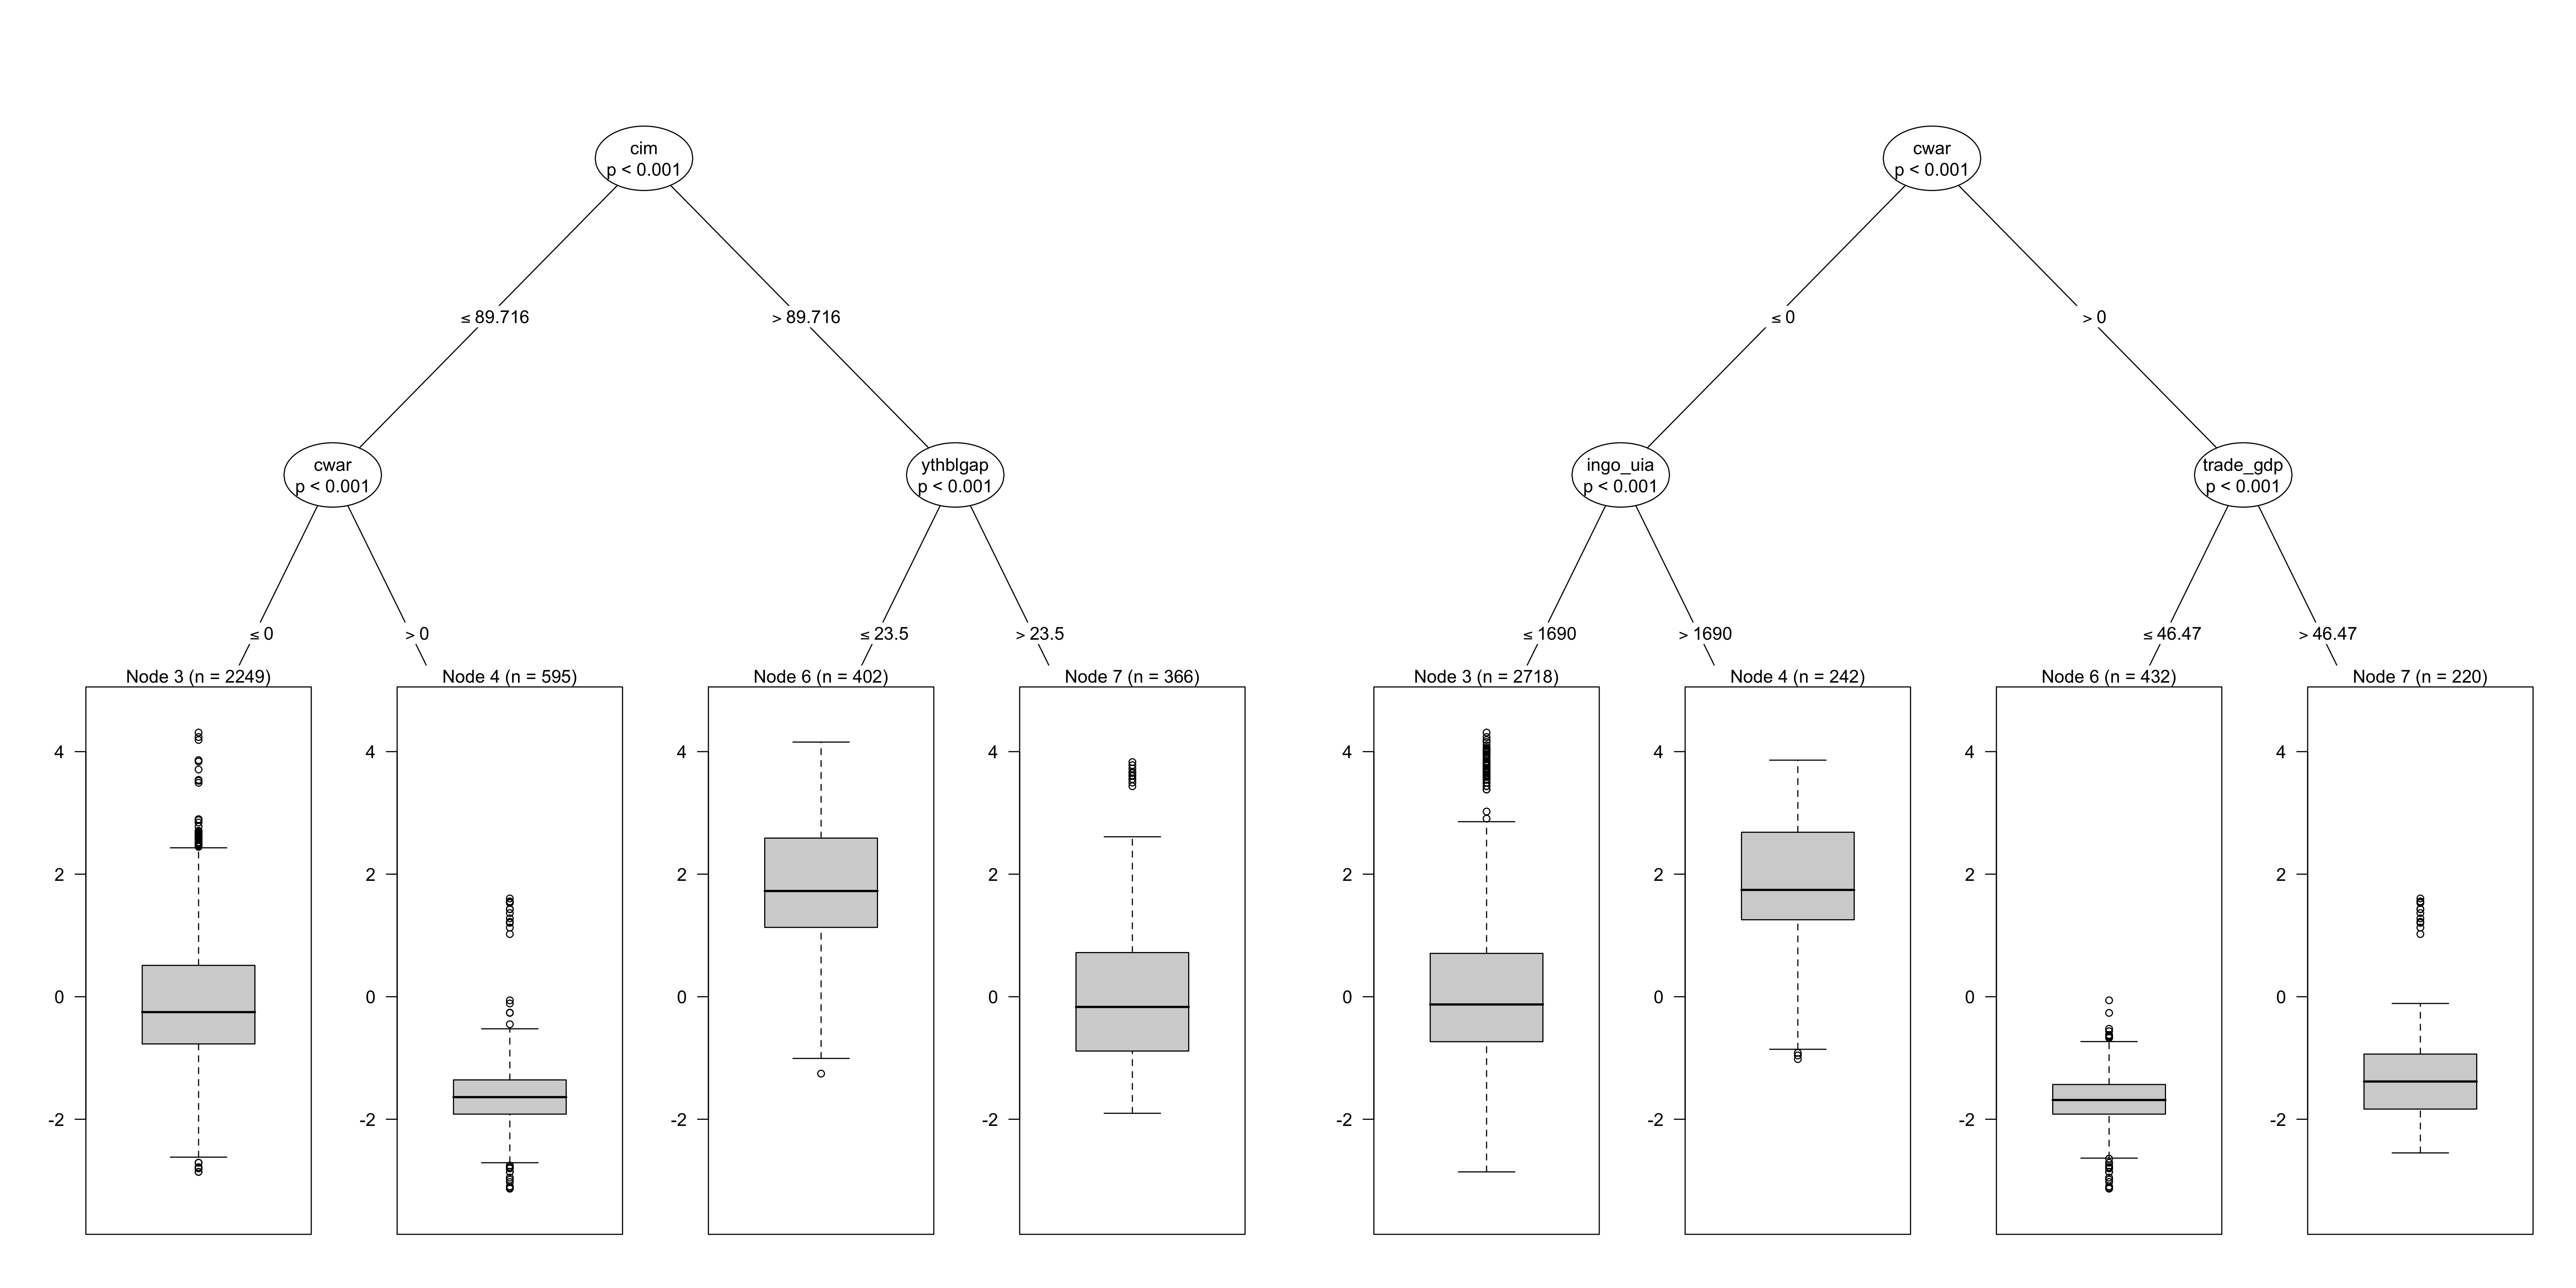 cim
p < 0.001
≤ 89.716
> 89.716
cwar
p < 0.001
ythblgap
p < 0.001
≤ 0
> 0
≤ 23.5
> 23.5
Node 3 (n = 2249)
4
2
0
-2
Node 4 (n = 595)
4
2
0
-2
Node 6 (n = 402)
4
2
0
-2
Node 7 (n = 366)
4
2
0
-2
cwar
p < 0.001
≤ 0
> 0
ingo_uia
p < 0.001
trade_gdp
p < 0.001
≤ 1690
> 1690
≤ 46.47
> 46.47
Node 3 (n = 2718)
4
2
0
-2
Node 4 (n = 242)
4
2
0
-2
Node 6 (n = 432)
4
2
0
-2
Node 7 (n = 220)
4
2
0
-2